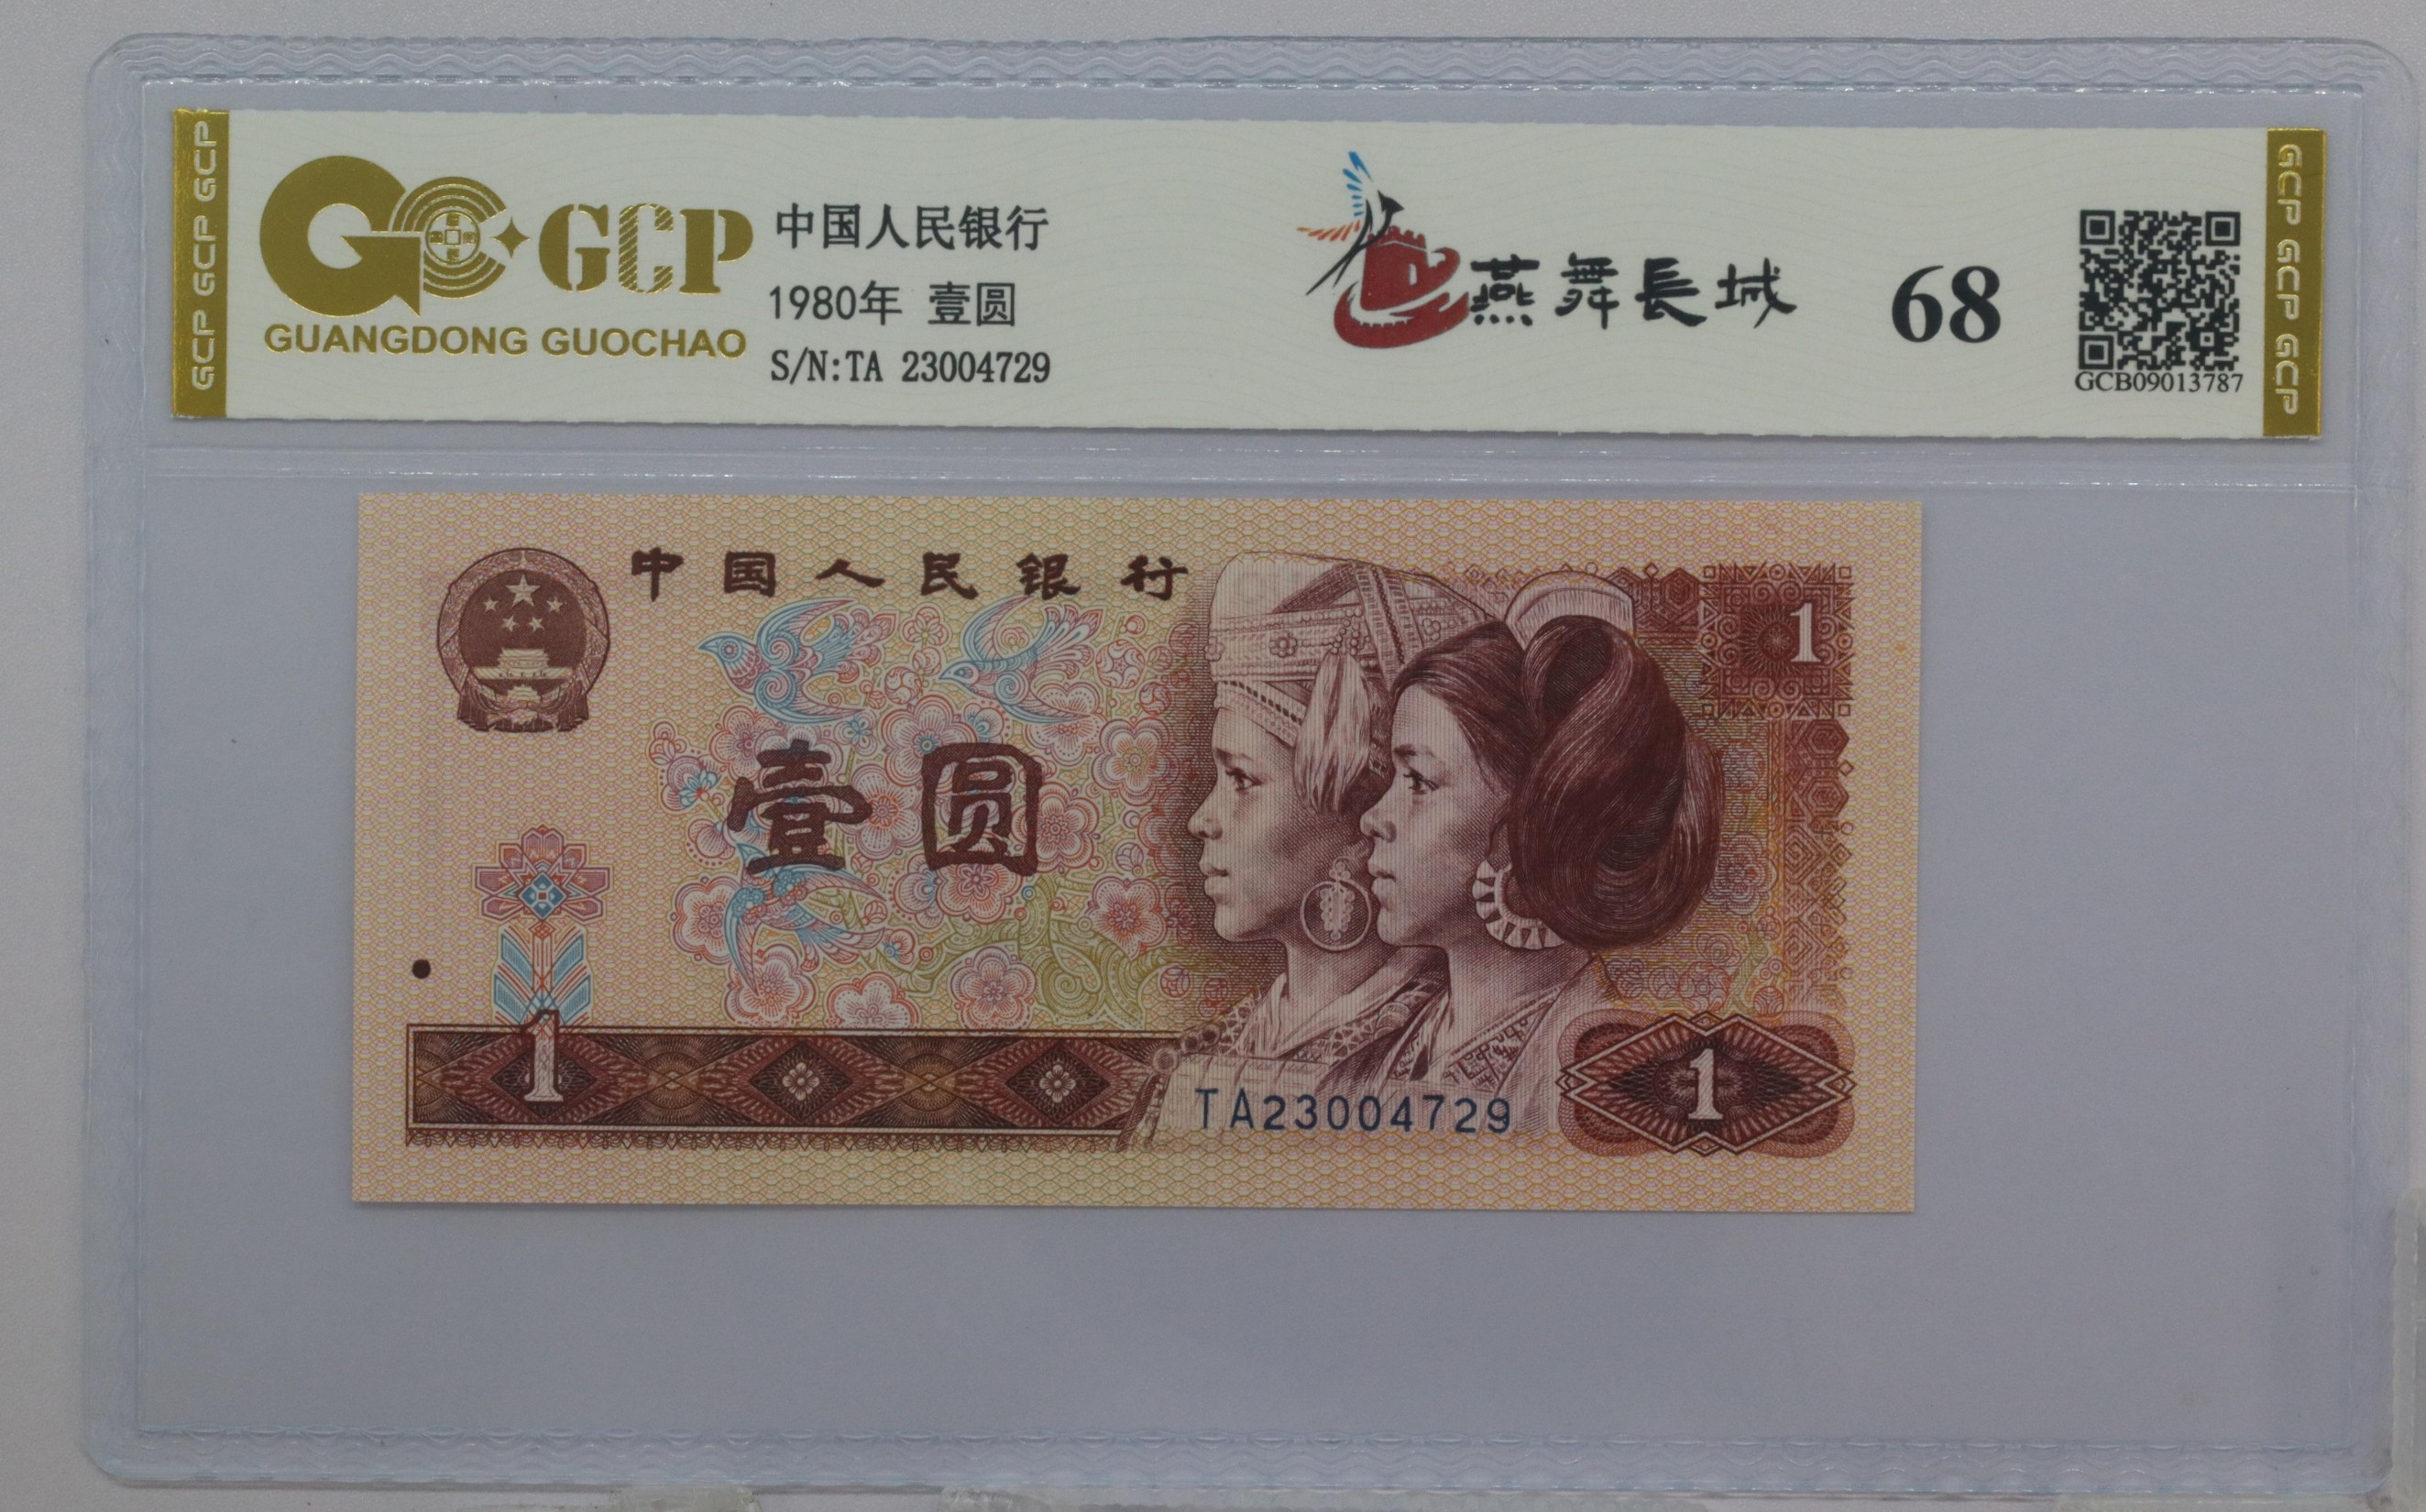 GCP GCP GCP
GCP
GUANGDONG GUOCHAO
中国人民银行
1980年 壹圆
S/N:TA 23004729
燕舞長城
68
GCB09013787
GCP GCP GCP
中国人民银行
1
壹圆
1
TA23004729
1